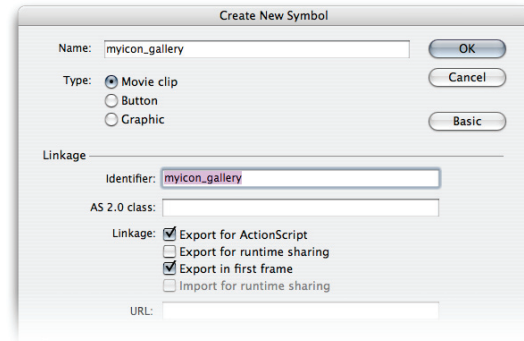 Create New Symbol
Name: myicon_gallery OK
Type: Movie clip Cancel
Button
Graphic Basic
Linkage
Identifier: myicon_gallery
AS 2.0 class:
Linkage: Export for ActionScript
Export for runtime sharing
Export in first frame
Import for runtime sharing
URL: